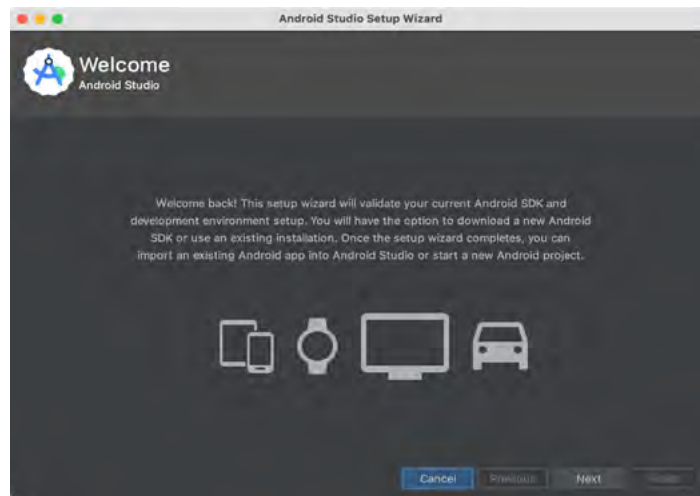 Android Studio Setup Wizard
Welcome
Android Studio
Welcome back! This setup wizard will validate your current Android SDK and
development environment setup. You will have the option to download a new Android
SDK or use an existing installation. Once the setup wizard completes, you can
import an existing Android app into Android Studio or start a new Android project.
Cancel Previous Next